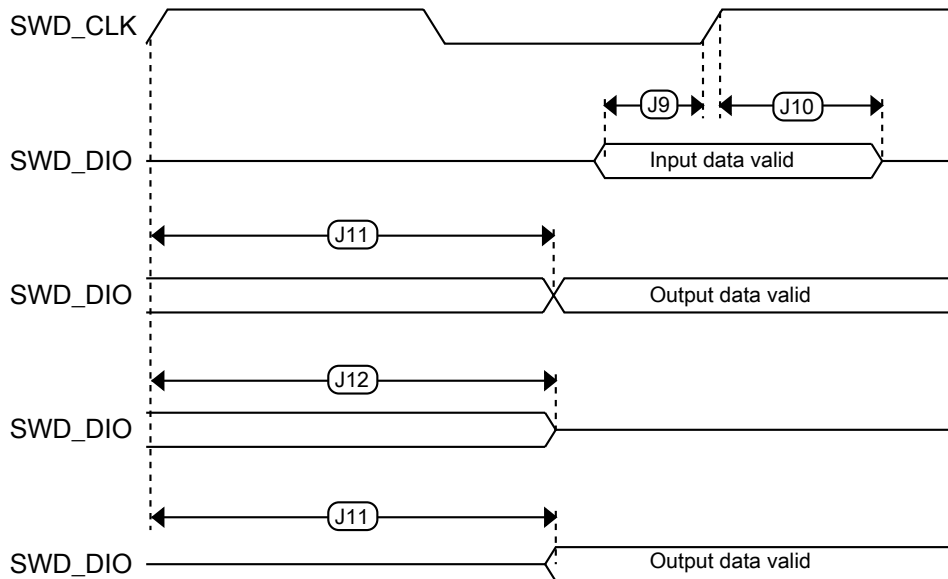 SWD_CLK
J9
J10
SWD_DIO
Input data valid
J11
SWD_DIO
Output data valid
J12
SWD_DIO
J11
SWD_DIO
Output data valid